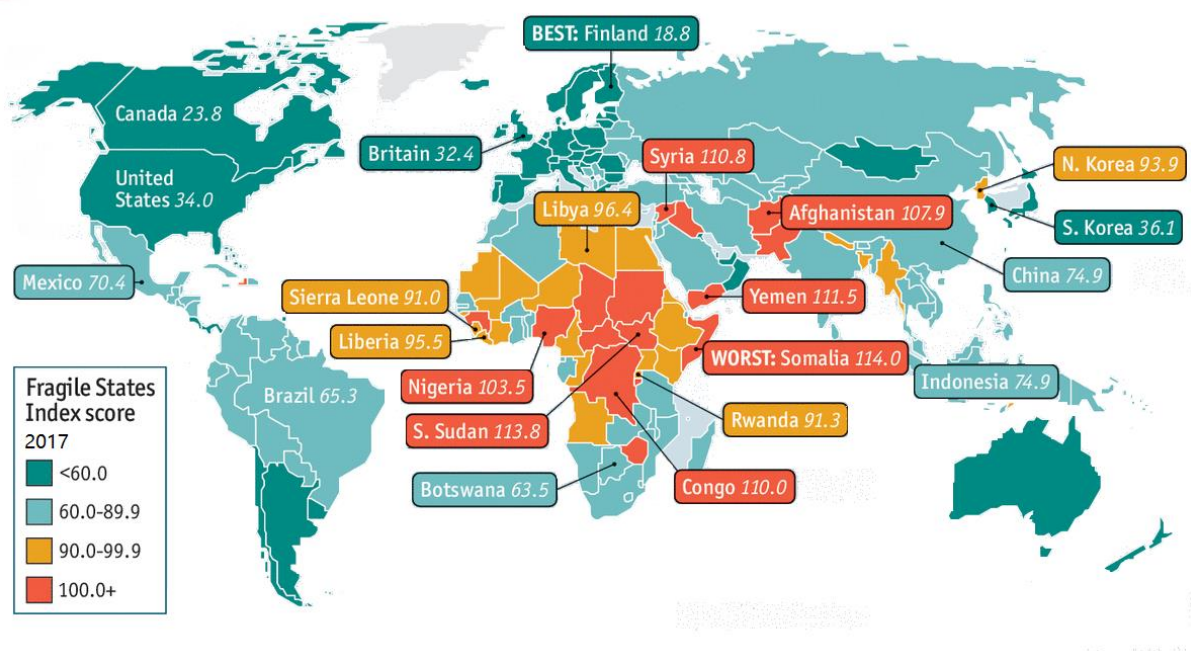 BEST: Finland 18.8
Canada 23.8
Britain 32.4
Syria 110.8
N. Korea 93.9
United
States 34.0
Libya 96.4
Afghanistan 107.9
S. Korea 36.1
Mexico 70.4
China 74.9
Sierra Leone 91.0
Yemen 111.5
Liberia 95.5
WORST: Somalia 114.0
Nigeria 103.5
Indonesia 74.9
Brazil 65.3
S. Sudan 113.8
Rwanda 91.3
Botswana 63.5
Congo 110.0
Fragile States
Index score
2017
<60.0
60.0-89.9
90.0-99.9
100.0+